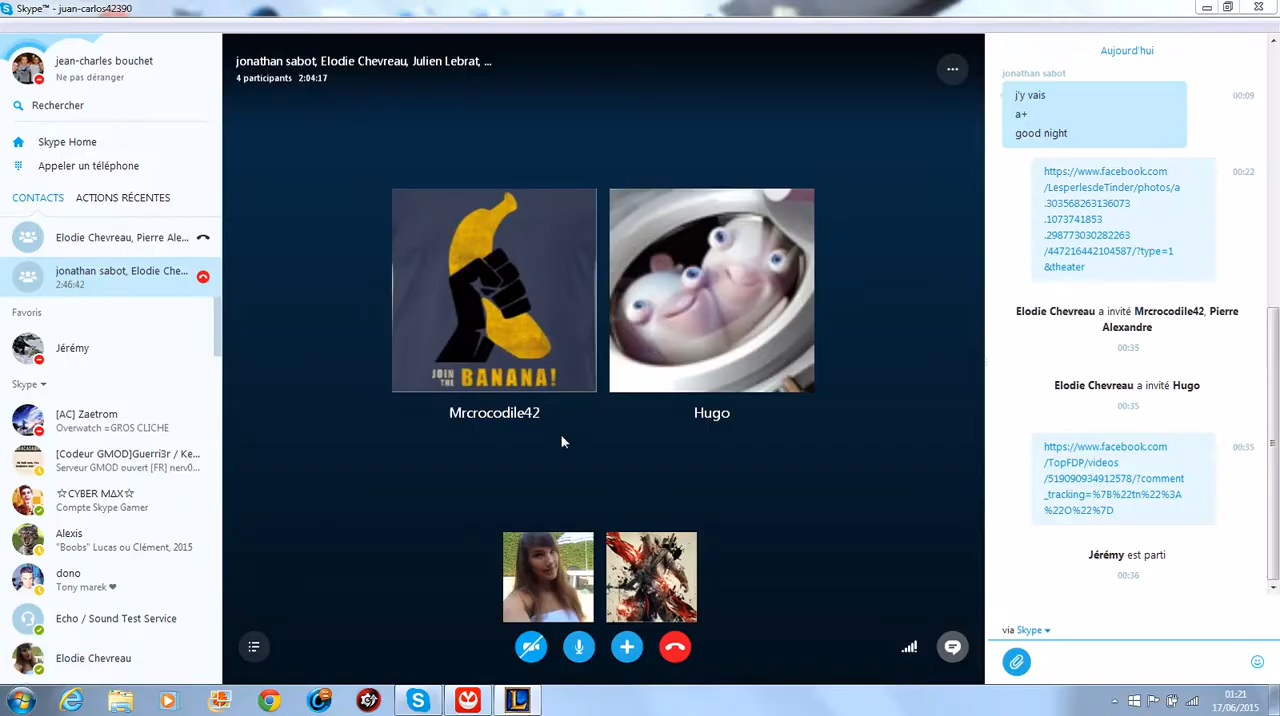 Skype™ - juan-carlos42390
jean-charles bouchet
Ne pas déranger
Rechercher
Skype Home
Appeler un téléphone
CONTACTS ACTIONS RÉCENTES
Elodie Chevreau, Pierre Ale...
jonathan sabot, Elodie Che...
2:46:42
Favoris
Jérémy
Skype
[AC] Zaetrom
Overwatch =GROS CLICHE
[Codeur GMOD]Guerri3r / Ke...
Serveur GMOD ouvert [FR] nerv0...
☆CYBER MΔX☆
Compte Skype Gamer
Alexis
"Boobs" Lucas ou Clément, 2015
dono
Tony marek ❤
Echo / Sound Test Service
Elodie Chevreau
jonathan sabot, Elodie Chevreau, Julien Lebrat, ...
4 participants 2:04:17
JOIN THE BANANA!
Mrcrocodile42
Hugo
Aujourd'hui
jonathan sabot
j'y vais 00:09
a+
good night
https://www.facebook.com 00:22
/LesperlesdeTinder/photos/a
.303568263136073
.1073741853
.298773030282263
/447216442104587/?type=1
&theater
Elodie Chevreau a invité Mrcrocodile42, Pierre
Alexandre
00:35
Elodie Chevreau a invité Hugo
00:35
https://www.facebook.com 00:35
/TopFDP/videos
/519090934912578/?comment
_tracking=%7B%22tn%22%3A
%22O%22%7D
Jérémy est parti
00:36
via Skype
01:21
17/06/2015